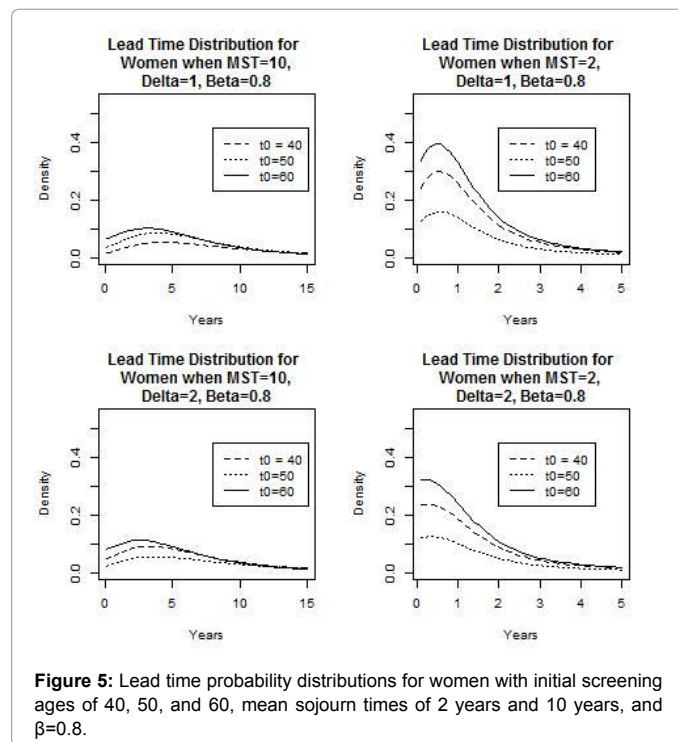 Lead Time Distribution for
Women when MST=10,
Delta=1, Beta=0.8
Density
0.0 0.2 0.4
t0 = 40
t0=50
t0=60
0 5 10 15
Years
Lead Time Distribution for
Women when MST=2,
Delta=1, Beta=0.8
Density
0.0 0.2 0.4
t0 = 40
t0=50
t0=60
0 1 2 3 4 5
Years
Lead Time Distribution for
Women when MST=10,
Delta=2, Beta=0.8
Density
0.0 0.2 0.4
t0 = 40
t0=50
t0=60
0 5 10 15
Years
Lead Time Distribution for
Women when MST=2,
Delta=2, Beta=0.8
Density
0.0 0.2 0.4
t0 = 40
t0=50
t0=60
0 1 2 3 4 5
Years
Figure 5: Lead time probability distributions for women with initial screening
ages of 40, 50, and 60, mean sojourn times of 2 years and 10 years, and
β=0.8.